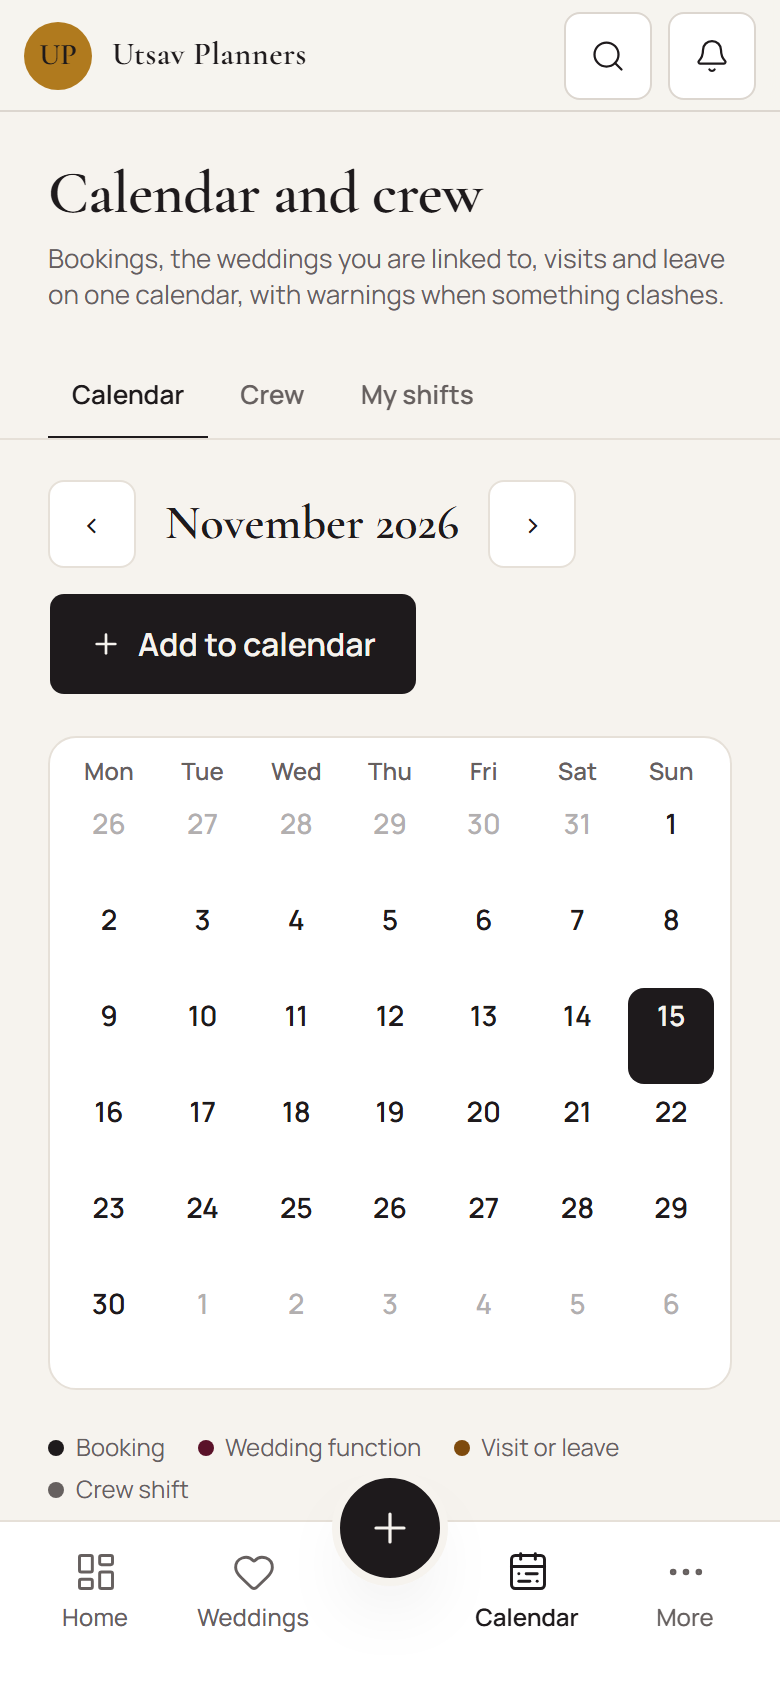 UP Utsav Planners
Calendar and crew
Bookings, the weddings you are linked to, visits and leave
on one calendar, with warnings when something clashes.
Calendar Crew My shifts
November 2026
Add to calendar
Mon Tue Wed Thu Fri Sat Sun
26 27 28 29 30 31 1
2 3 4 5 6 7 8
9 10 11 12 13 14 15
16 17 18 19 20 21 22
23 24 25 26 27 28 29
30 1 2 3 4 5 6
Booking Wedding function Visit or leave
Crew shift
Home Weddings Calendar More